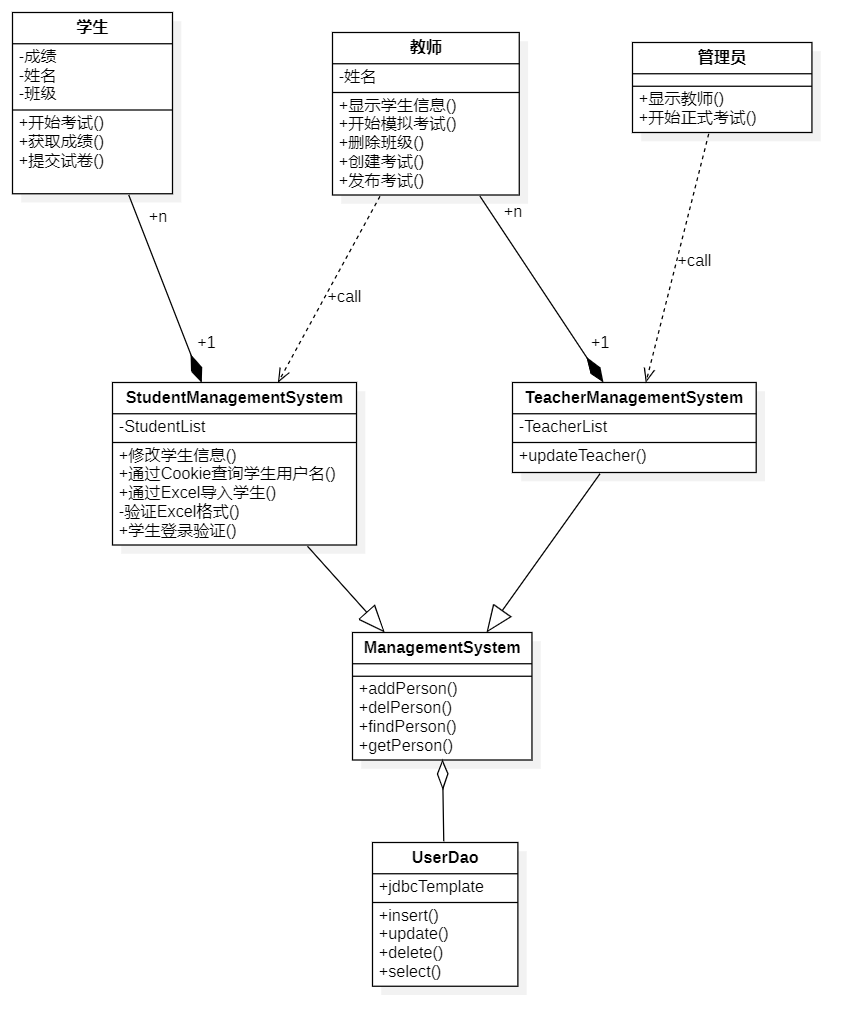 学生
-成绩
-姓名
-班级
+开始考试()
+获取成绩()
+提交试卷()
教师
-姓名
+显示学生信息()
+开始模拟考试()
+删除班级()
+创建考试()
+发布考试()
管理员
+显示教师()
+开始正式考试()
+n
+n
+call
+call
+1
+1
StudentManagementSystem
-StudentList
+修改学生信息()
+通过Cookie查询学生用户名()
+通过Excel导入学生()
-验证Excel格式()
+学生登录验证()
TeacherManagementSystem
-TeacherList
+updateTeacher()
ManagementSystem
+addPerson()
+delPerson()
+findPerson()
+getPerson()
UserDao
+jdbcTemplate
+insert()
+update()
+delete()
+select()